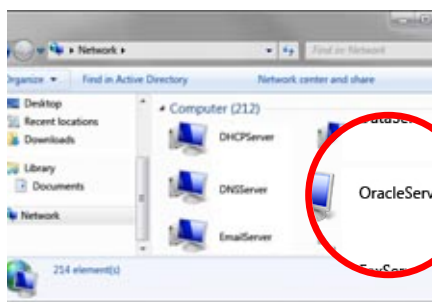 Network
Find in Network
Organize
Find in Active Directory
Network center and share
Desktop
Recent locations
Downloads
Library
Documents
Network
Computer (212)
DHCPServer
DNSServer
EmailServer
OracleServ
214 element(s)